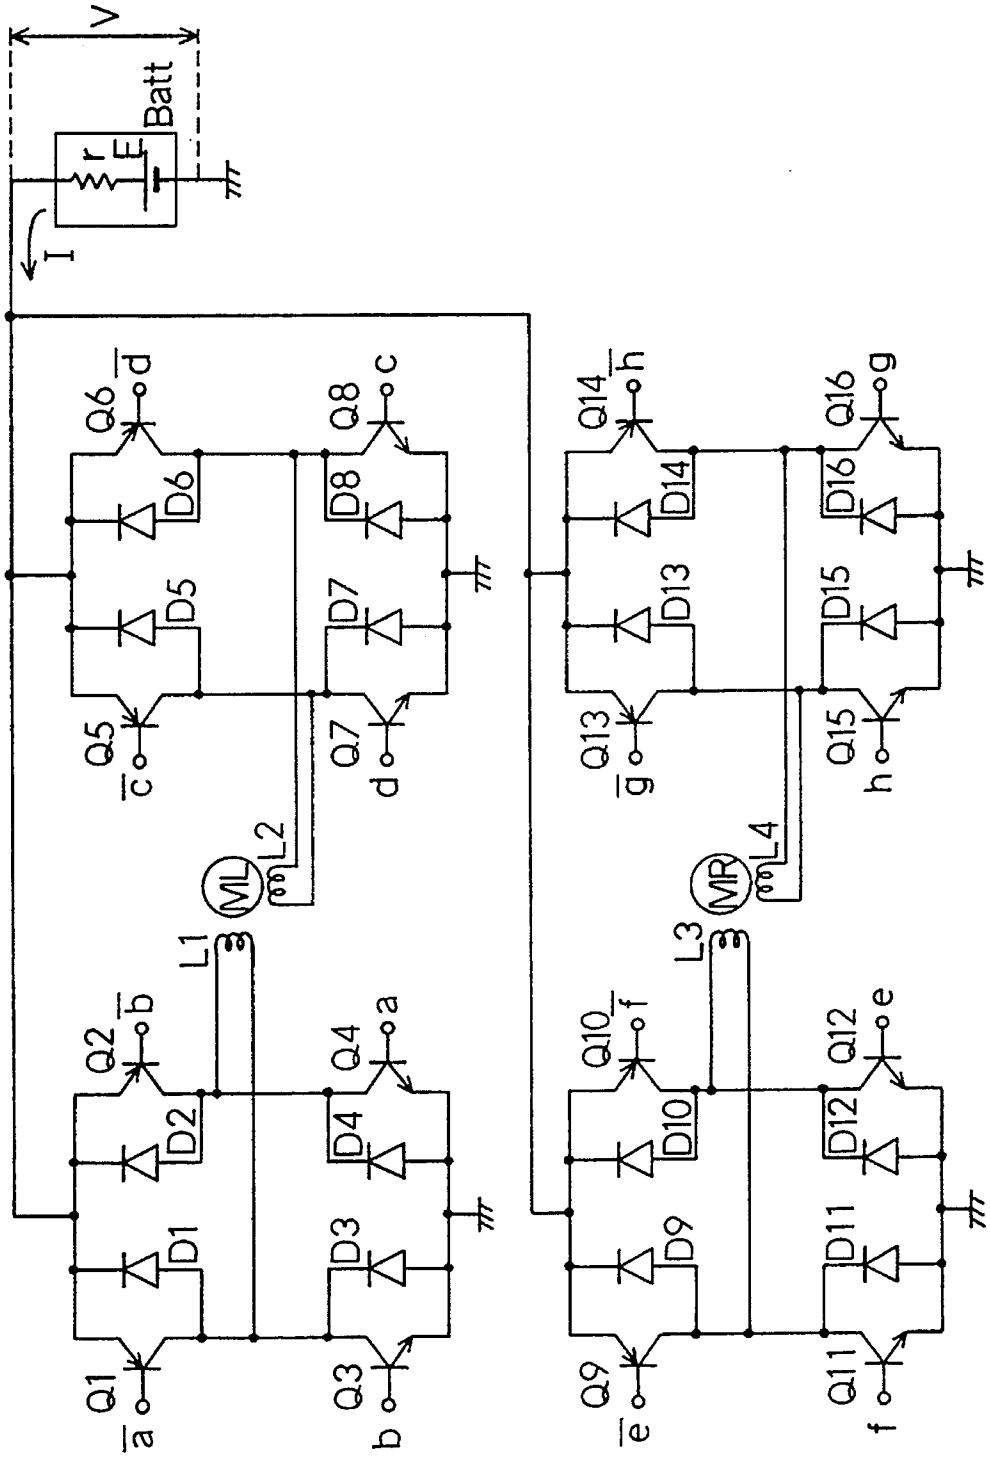 V
Batt
r
E
I
Q1
a̅
Q2
b̅
D1
D2
Q3
b
Q4
a
D3
D4
L1
ML
L2
Q5
c̅
Q6
d̅
D5
D6
Q7
d
Q8
c
D7
D8
Q9
e̅
Q10
f̅
D9
D10
Q11
f
Q12
e
D11
D12
L3
MR
L4
Q13
g̅
Q14
h̅
D13
D14
Q15
h
Q16
g
D15
D16